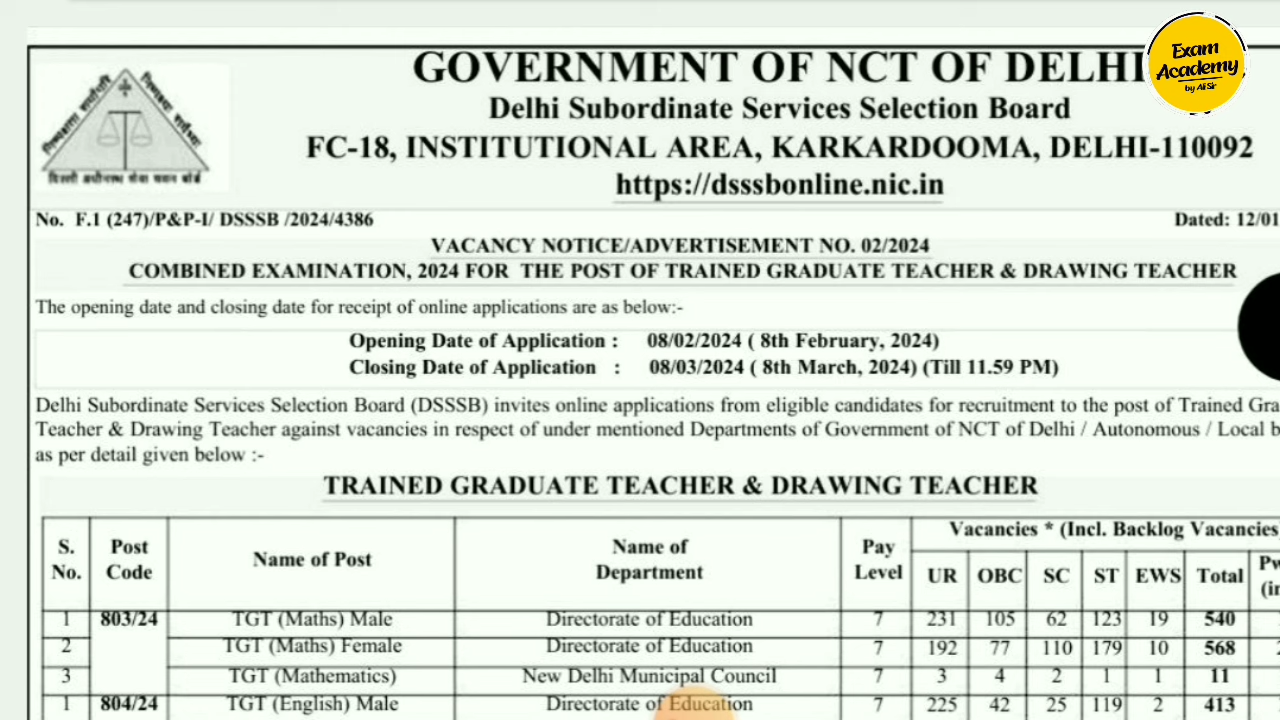 Exam
Academy
by Ali Sir
GOVERNMENT OF NCT OF DELHI
Delhi Subordinate Services Selection Board
FC-18, INSTITUTIONAL AREA, KARKARDOOMA, DELHI-110092
https://dsssbonline.nic.in
No. F.1 (247)/P&P-I/ DSSSB /2024/4386 Dated: 12/01
VACANCY NOTICE/ADVERTISEMENT NO. 02/2024
COMBINED EXAMINATION, 2024 FOR THE POST OF TRAINED GRADUATE TEACHER & DRAWING TEACHER
The opening date and closing date for receipt of online applications are as below:-
Opening Date of Application : 08/02/2024 ( 8th February, 2024)
Closing Date of Application : 08/03/2024 ( 8th March, 2024) (Till 11.59 PM)
Delhi Subordinate Services Selection Board (DSSSB) invites online applications from eligible candidates for recruitment to the post of Trained Gra
Teacher & Drawing Teacher against vacancies in respect of under mentioned Departments of Government of NCT of Delhi / Autonomous / Local b
as per detail given below :-
TRAINED GRADUATE TEACHER & DRAWING TEACHER
S. No. Post Code Name of Post Name of Department Pay Level Vacancies * (Incl. Backlog Vacancies
UR OBC SC ST EWS Total Pw (in
1 803/24 TGT (Maths) Male Directorate of Education 7 231 105 62 123 19 540
2 TGT (Maths) Female Directorate of Education 7 192 77 110 179 10 568
3 TGT (Mathematics) New Delhi Municipal Council 7 3 4 2 1 1 11
1 804/24 TGT (English) Male Directorate of Education 7 225 42 25 119 2 413